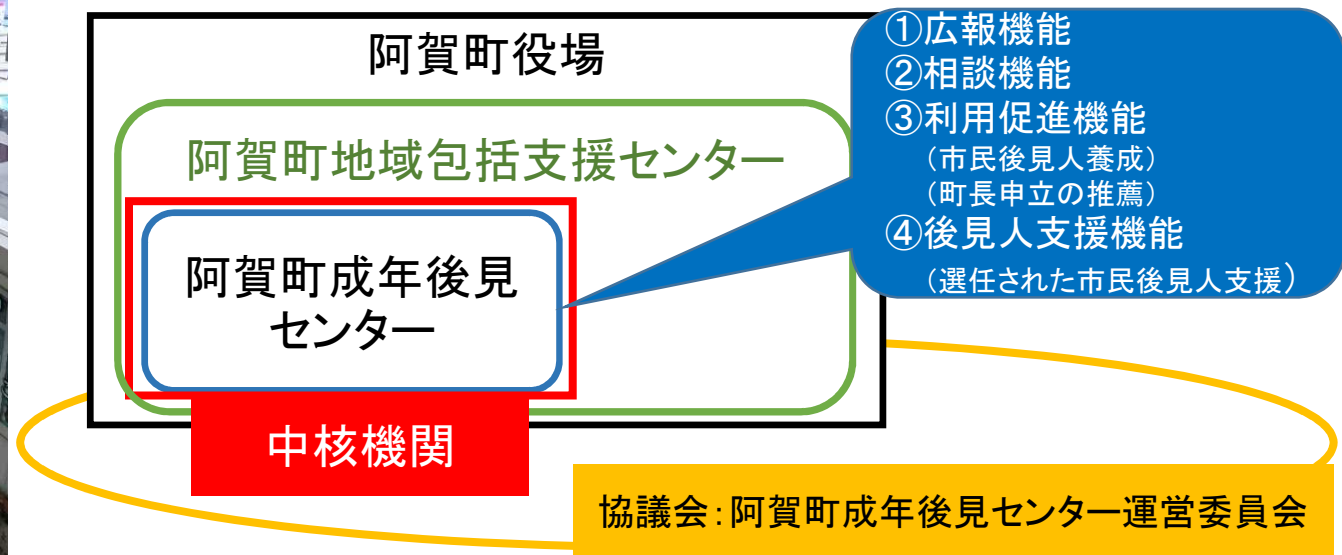 阿賀町役場
阿賀町地域包括支援センター
阿賀町成年後見
センター
中核機関
①広報機能
②相談機能
③利用促進機能
（市民後見人養成）
（町長申立の推薦）
④後見人支援機能
（選任された市民後見人支援）
協議会：阿賀町成年後見センター運営委員会